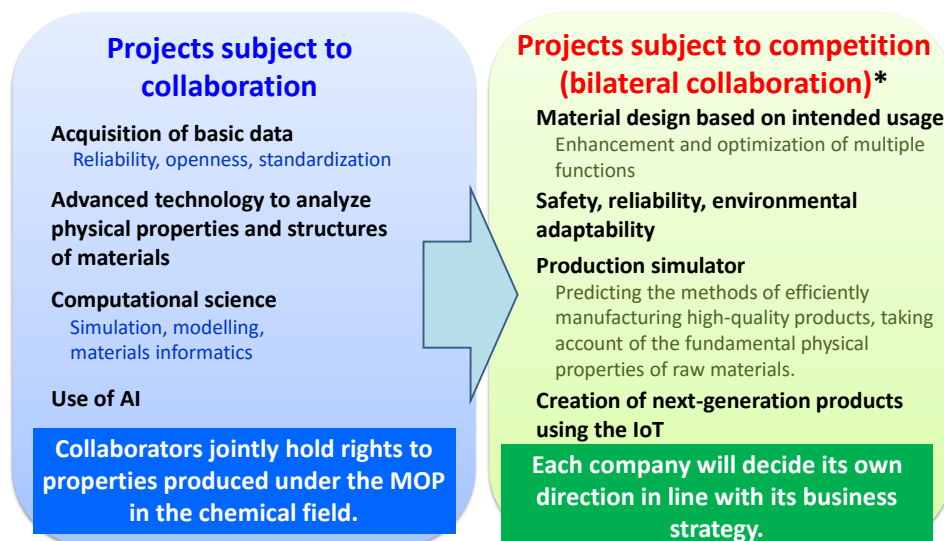 Projects subject to
collaboration
Acquisition of basic data
Reliability, openness, standardization
Advanced technology to analyze
physical properties and structures
of materials
Computational science
Simulation, modelling,
materials informatics
Use of AI
Collaborators jointly hold rights to
properties produced under the MOP
in the chemical field.
Projects subject to competition
(bilateral collaboration)*
Material design based on intended usage
Enhancement and optimization of multiple
functions
Safety, reliability, environmental
adaptability
Production simulator
Predicting the methods of efficiently
manufacturing high-quality products, taking
account of the fundamental physical
properties of raw materials.
Creation of next-generation products
using the IoT
Each company will decide its own
direction in line with its business
strategy.